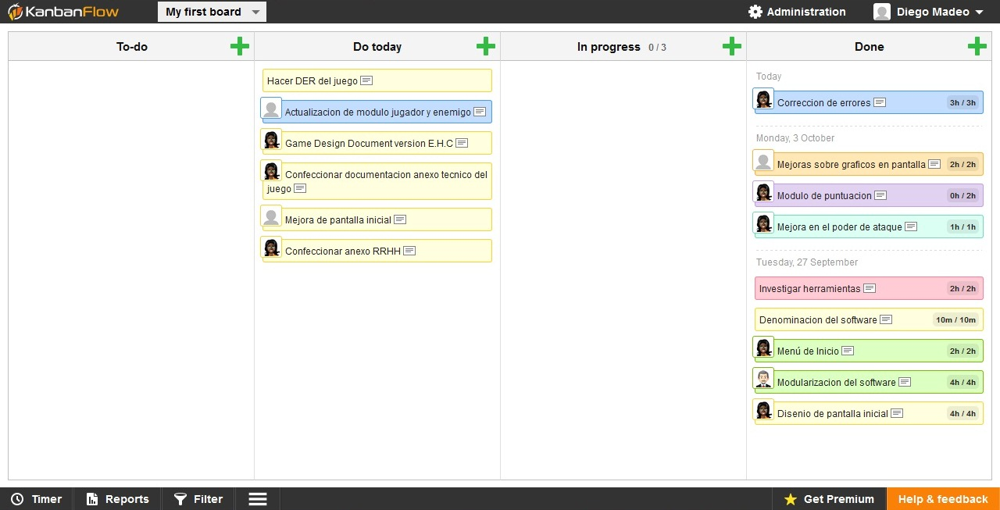 KanbanFlow
My first board
Administration
Diego Madeo
To-do
Do today
In progress 0 / 3
Done
Hacer DER del juego
Actualizacion de modulo jugador y enemigo
Game Design Document version E.H.C
Confeccionar documentacion anexo tecnico del
juego
Mejora de pantalla inicial
Confeccionar anexo RRHH
Today
Correccion de errores 3h / 3h
Monday, 3 October
Mejoras sobre graficos en pantalla 2h / 2h
Modulo de puntuacion 0h / 2h
Mejora en el poder de ataque 1h / 1h
Tuesday, 27 September
Investigar herramientas 2h / 2h
Denominacion del software 10m / 10m
Menú de Inicio 2h / 2h
Modularizacion del software 4h / 4h
Disenio de pantalla inicial 4h / 4h
Timer
Reports
Filter
Get Premium
Help & feedback